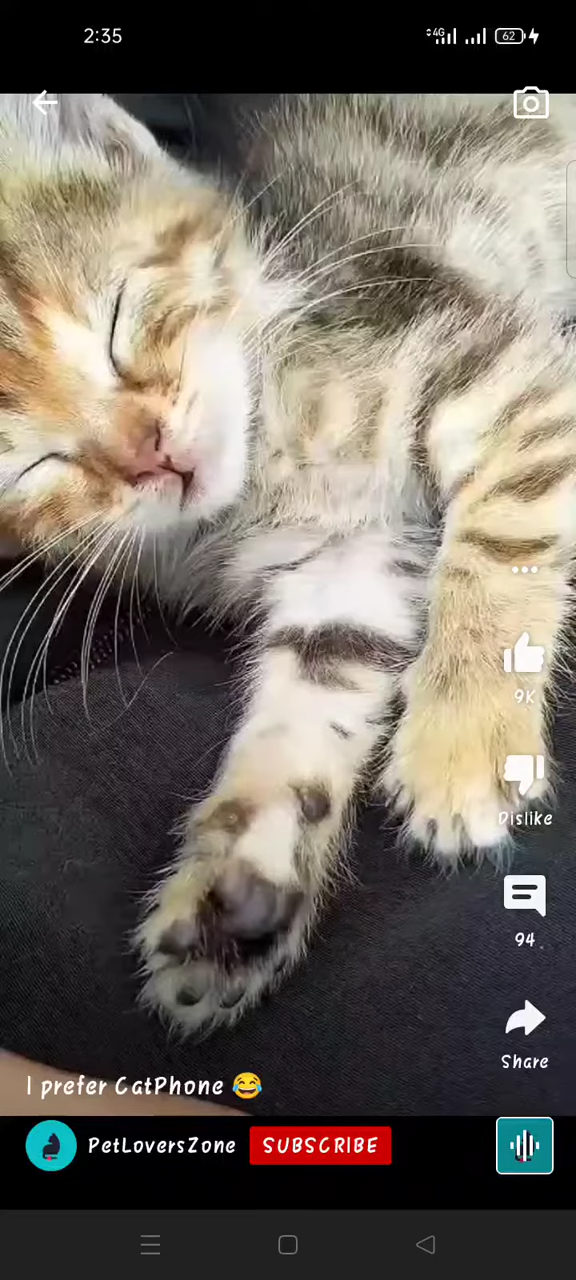 2:35
4G
62
9K
Dislike
94
Share
I prefer CatPhone 😂
PetLoversZone SUBSCRIBE